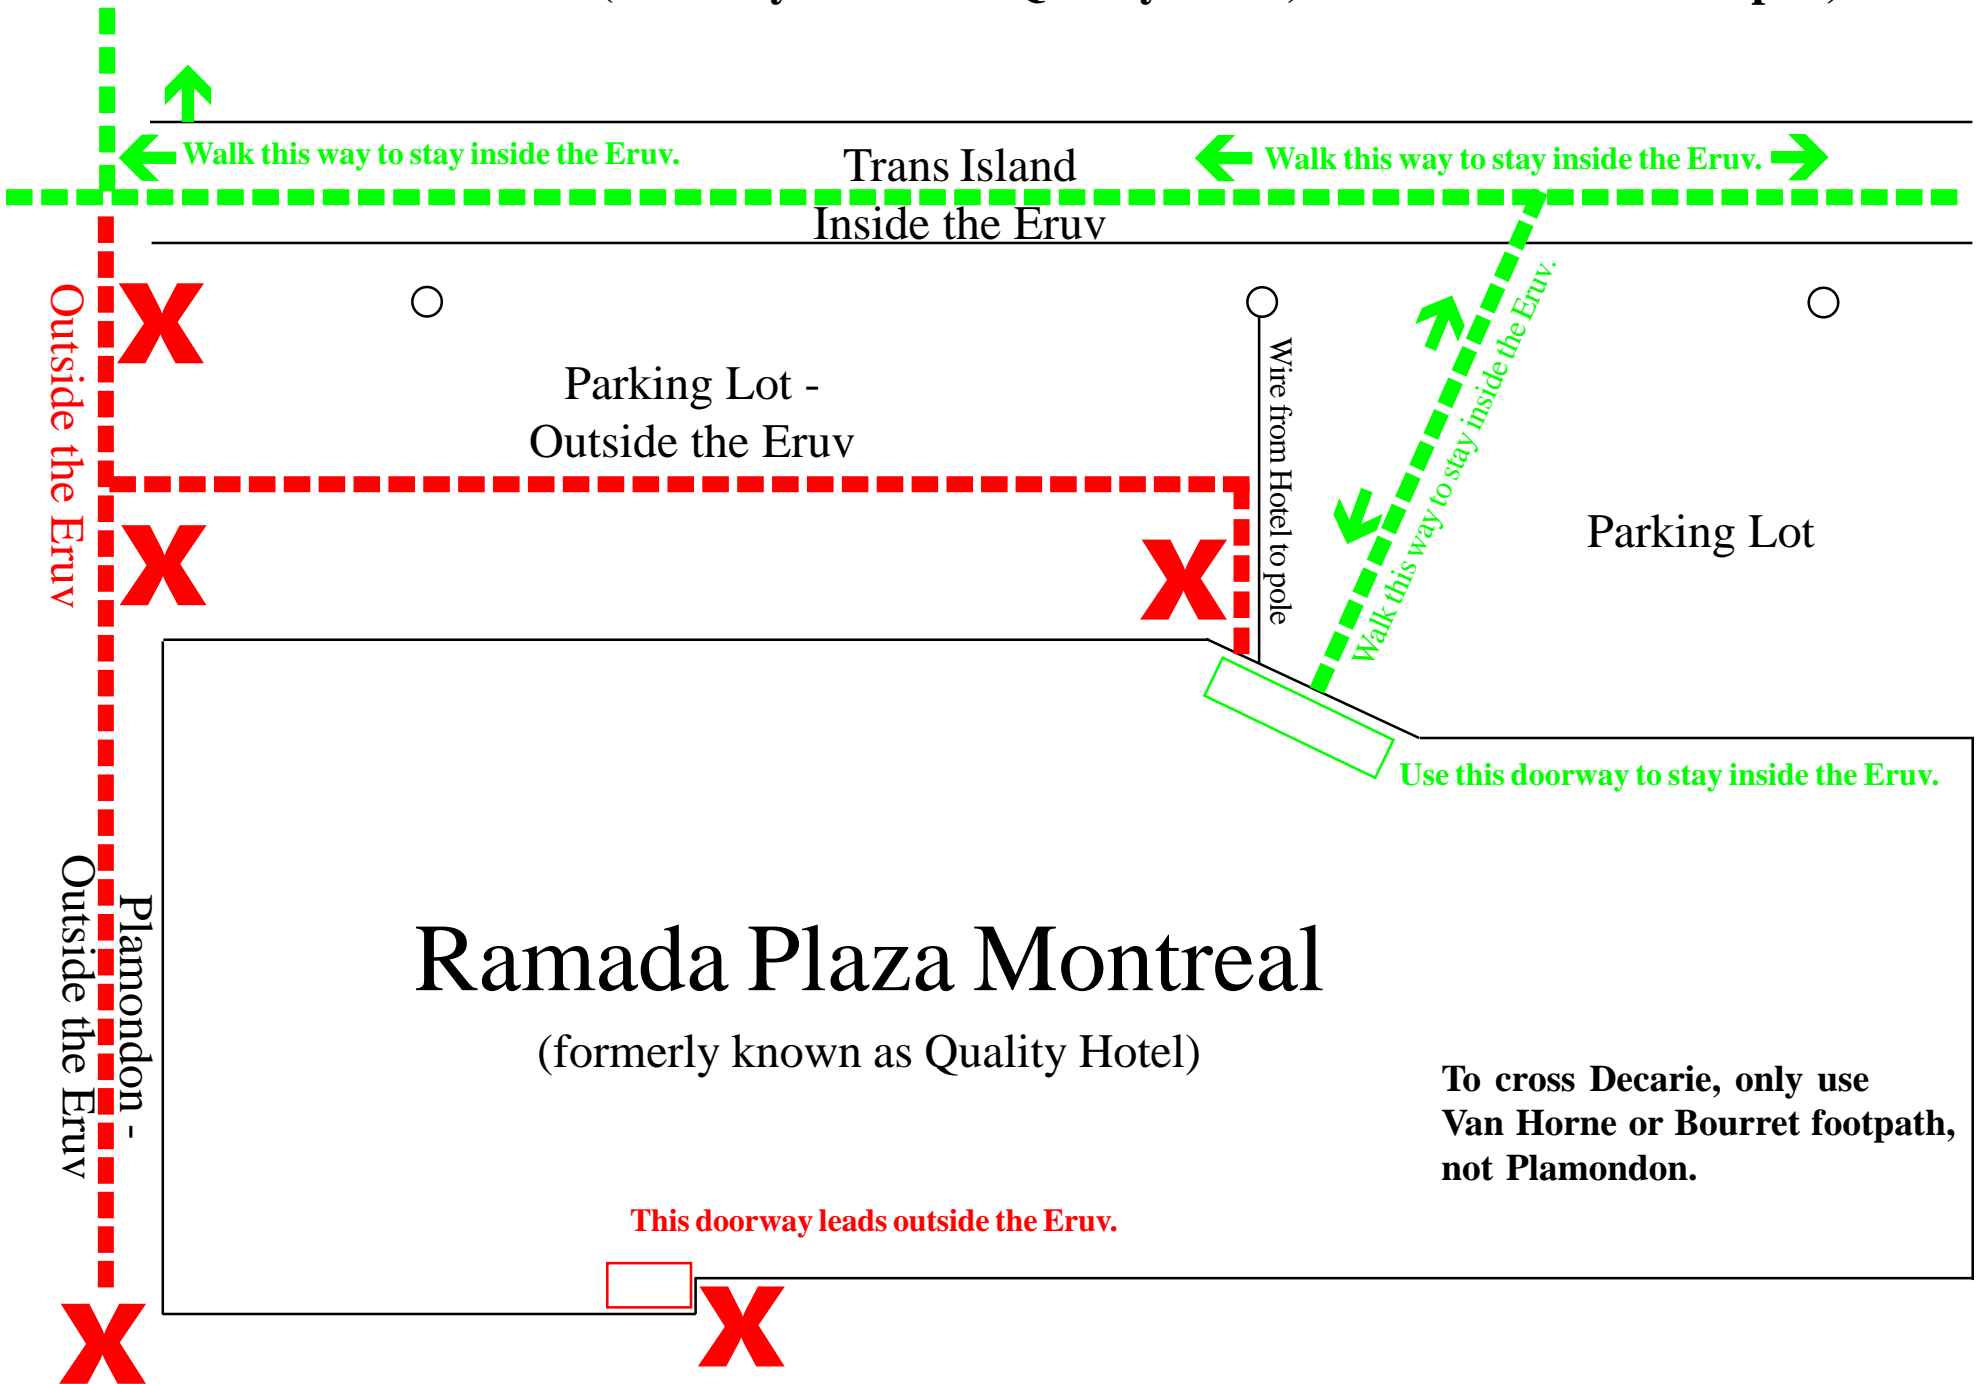 Walk this way to stay inside the Eruv.
Trans Island
Walk this way to stay inside the Eruv.
Inside the Eruv
Outside the Eruv
Parking Lot -
Outside the Eruv
Wire from Hotel to pole
Walk this way to stay inside the Eruv.
Parking Lot
Use this doorway to stay inside the Eruv.
Plamondon -
Outside the Eruv
Ramada Plaza Montreal
(formerly known as Quality Hotel)
To cross Decarie, only use
Van Horne or Bourret footpath,
not Plamondon.
This doorway leads outside the Eruv.